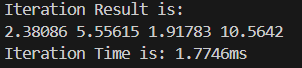 Iteration Result is:
2.38086 5.55615 1.91783 10.5642
Iteration Time is: 1.7746ms